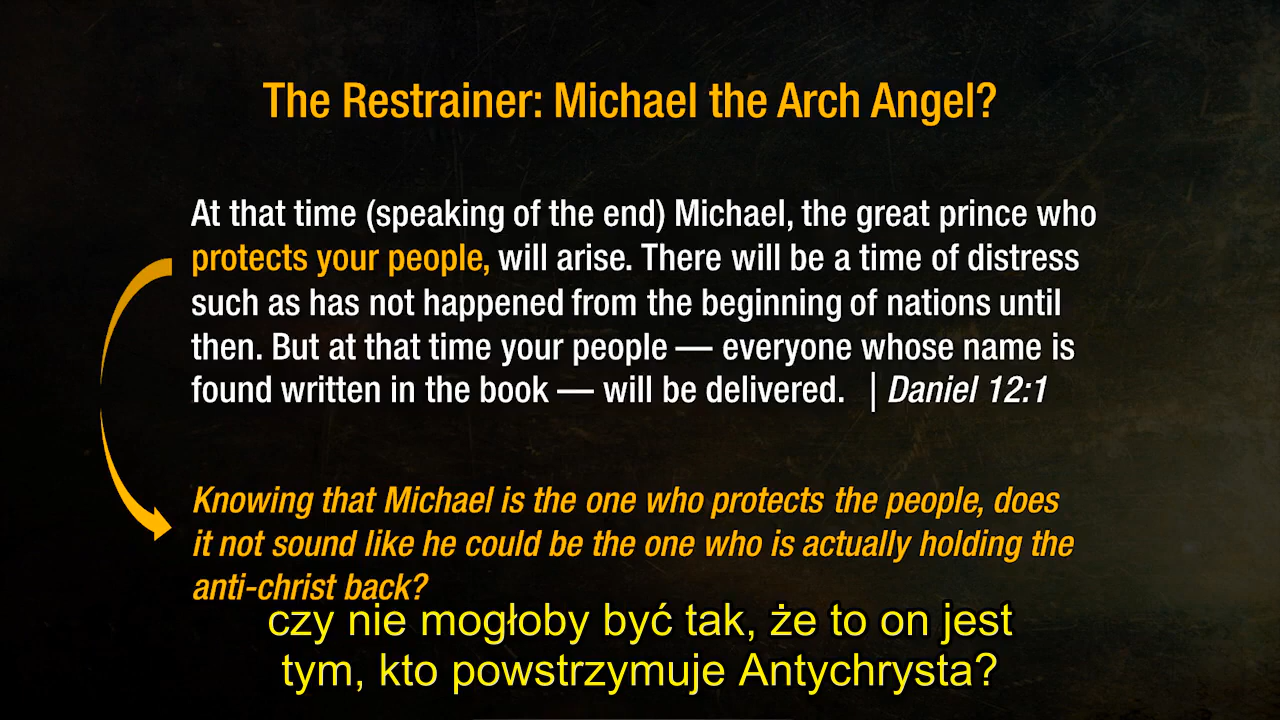 The Restrainer: Michael the Arch Angel?
At that time (speaking of the end) Michael, the great prince who
protects your people, will arise. There will be a time of distress
such as has not happened from the beginning of nations until
then. But at that time your people — everyone whose name is
found written in the book — will be delivered. | Daniel 12:1
Knowing that Michael is the one who protects the people, does
it not sound like he could be the one who is actually holding the
anti-christ back?
czy nie mogłoby być tak, że to on jest
tym, kto powstrzymuje Antychrysta?